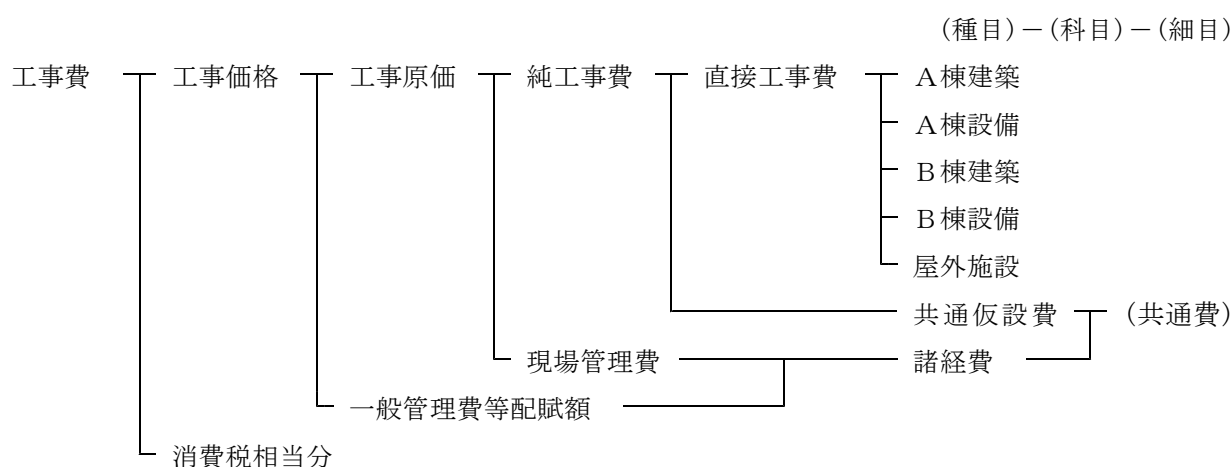 (種目)－(科目)－(細目)
工事費 工事価格 工事原価 純工事費 直接工事費 A棟建築
A棟設備
B棟建築
B棟設備
屋外施設
共通仮設費 (共通費)
現場管理費 諸経費
一般管理費等配賦額
消費税相当分